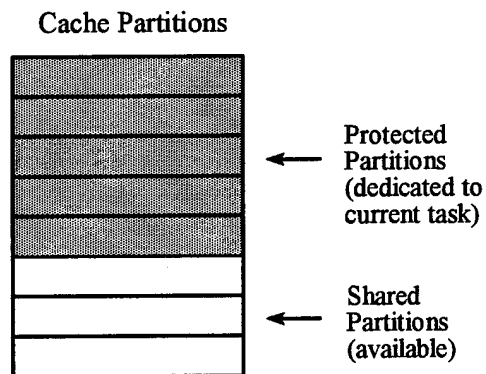 Cache Partitions
Protected
Partitions
(dedicated to
current task)
Shared
Partitions
(available)